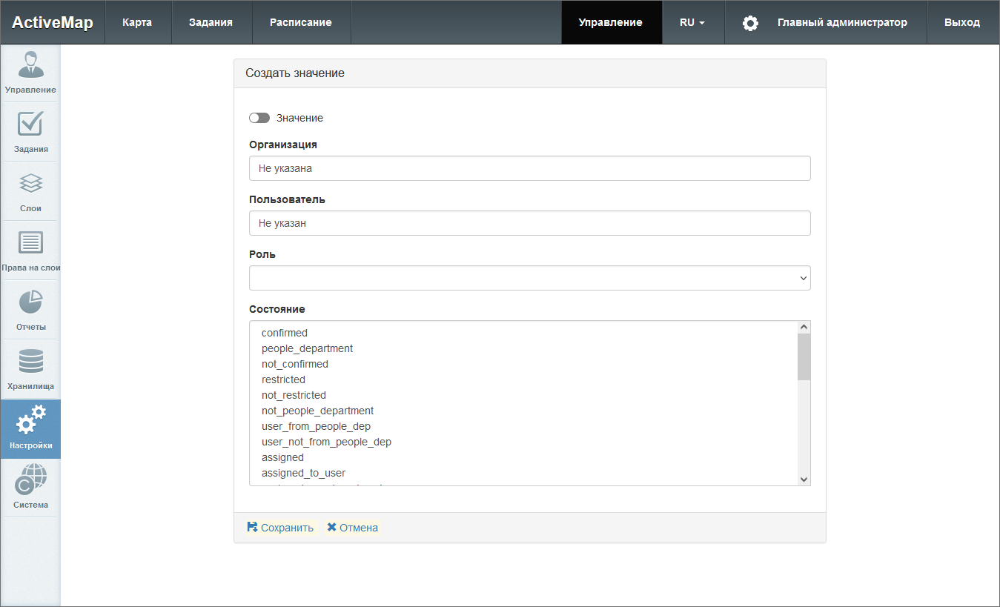 ActiveMap
Карта
Задания
Расписание
Управление
RU
Главный администратор
Выход
Управление
Задания
Слои
Права на слои
Отчеты
Хранилища
Настройки
Система
Создать значение
Значение
Организация
Не указана
Пользователь
Не указан
Роль
Состояние
confirmed
people_department
not_confirmed
restricted
not_restricted
not_people_department
user_from_people_dep
user_not_from_people_dep
assigned
assigned_to_user
Сохранить
Отмена